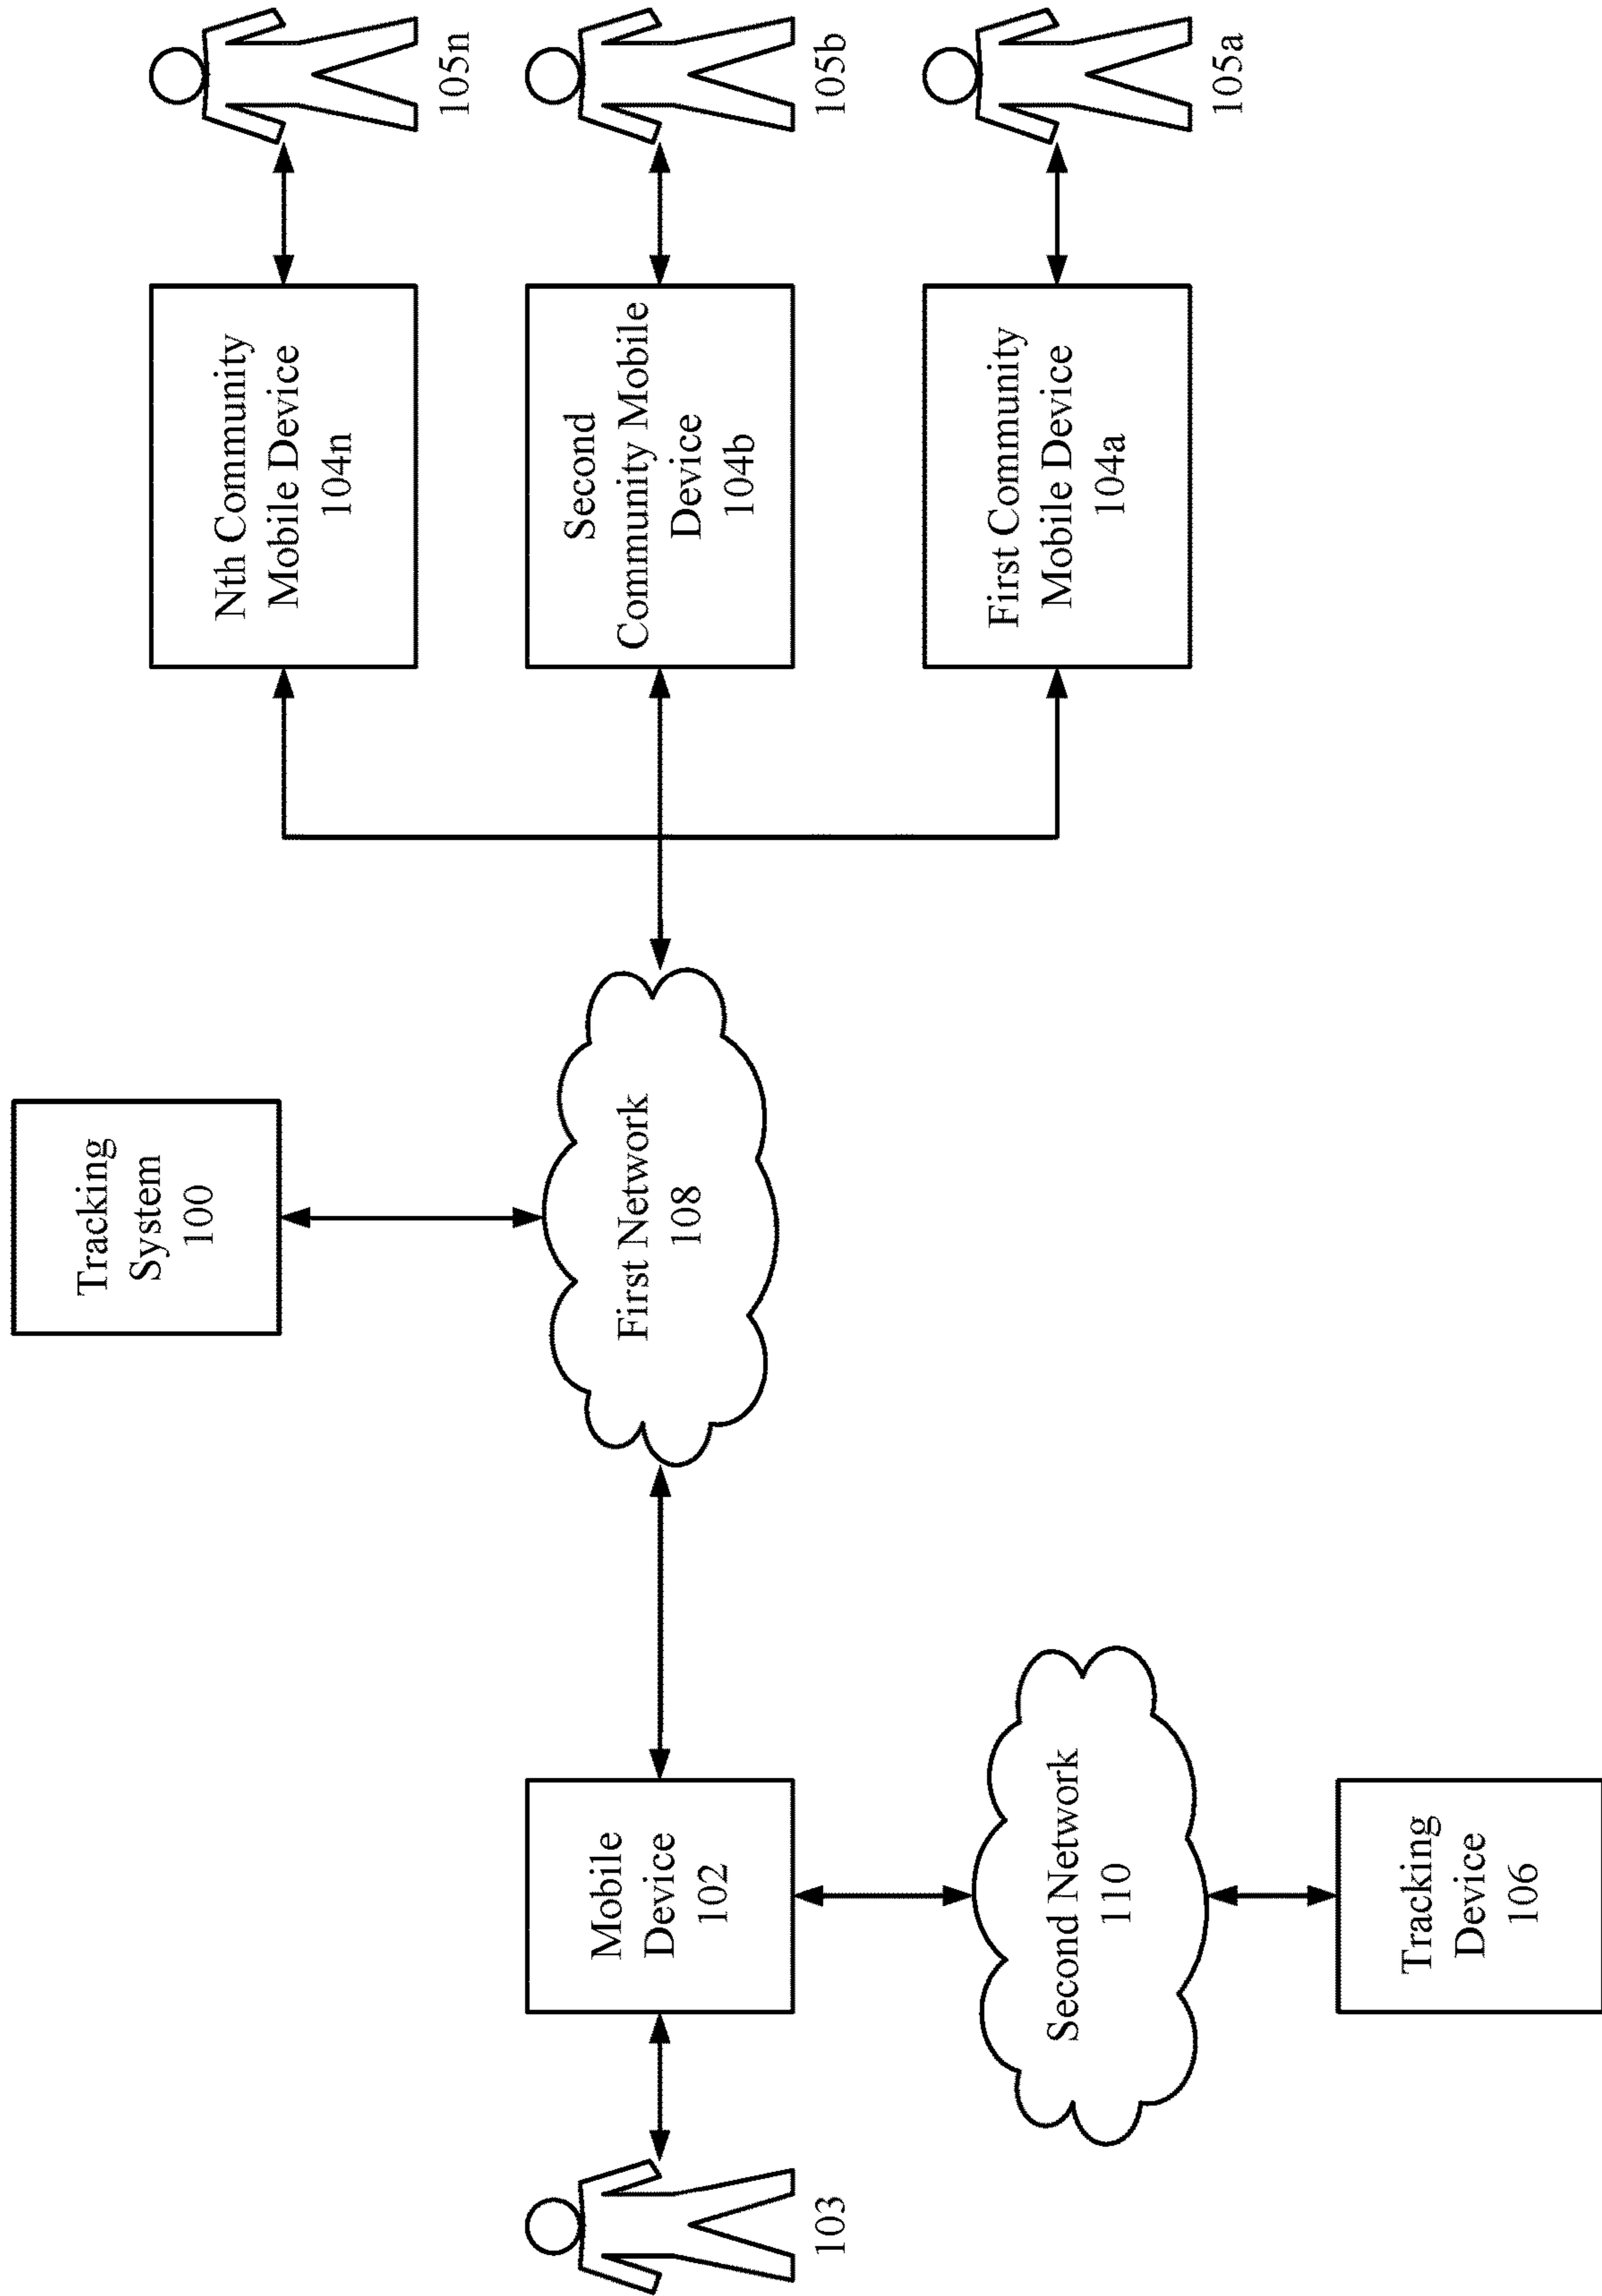 Tracking
System
100
Nth Community
Mobile Device
104n
105n
103
Mobile
Device
102
First Network
108
Second
Community Mobile
Device
104b
105b
Second Network
110
First Community
Mobile Device
104a
105a
Tracking
Device
106